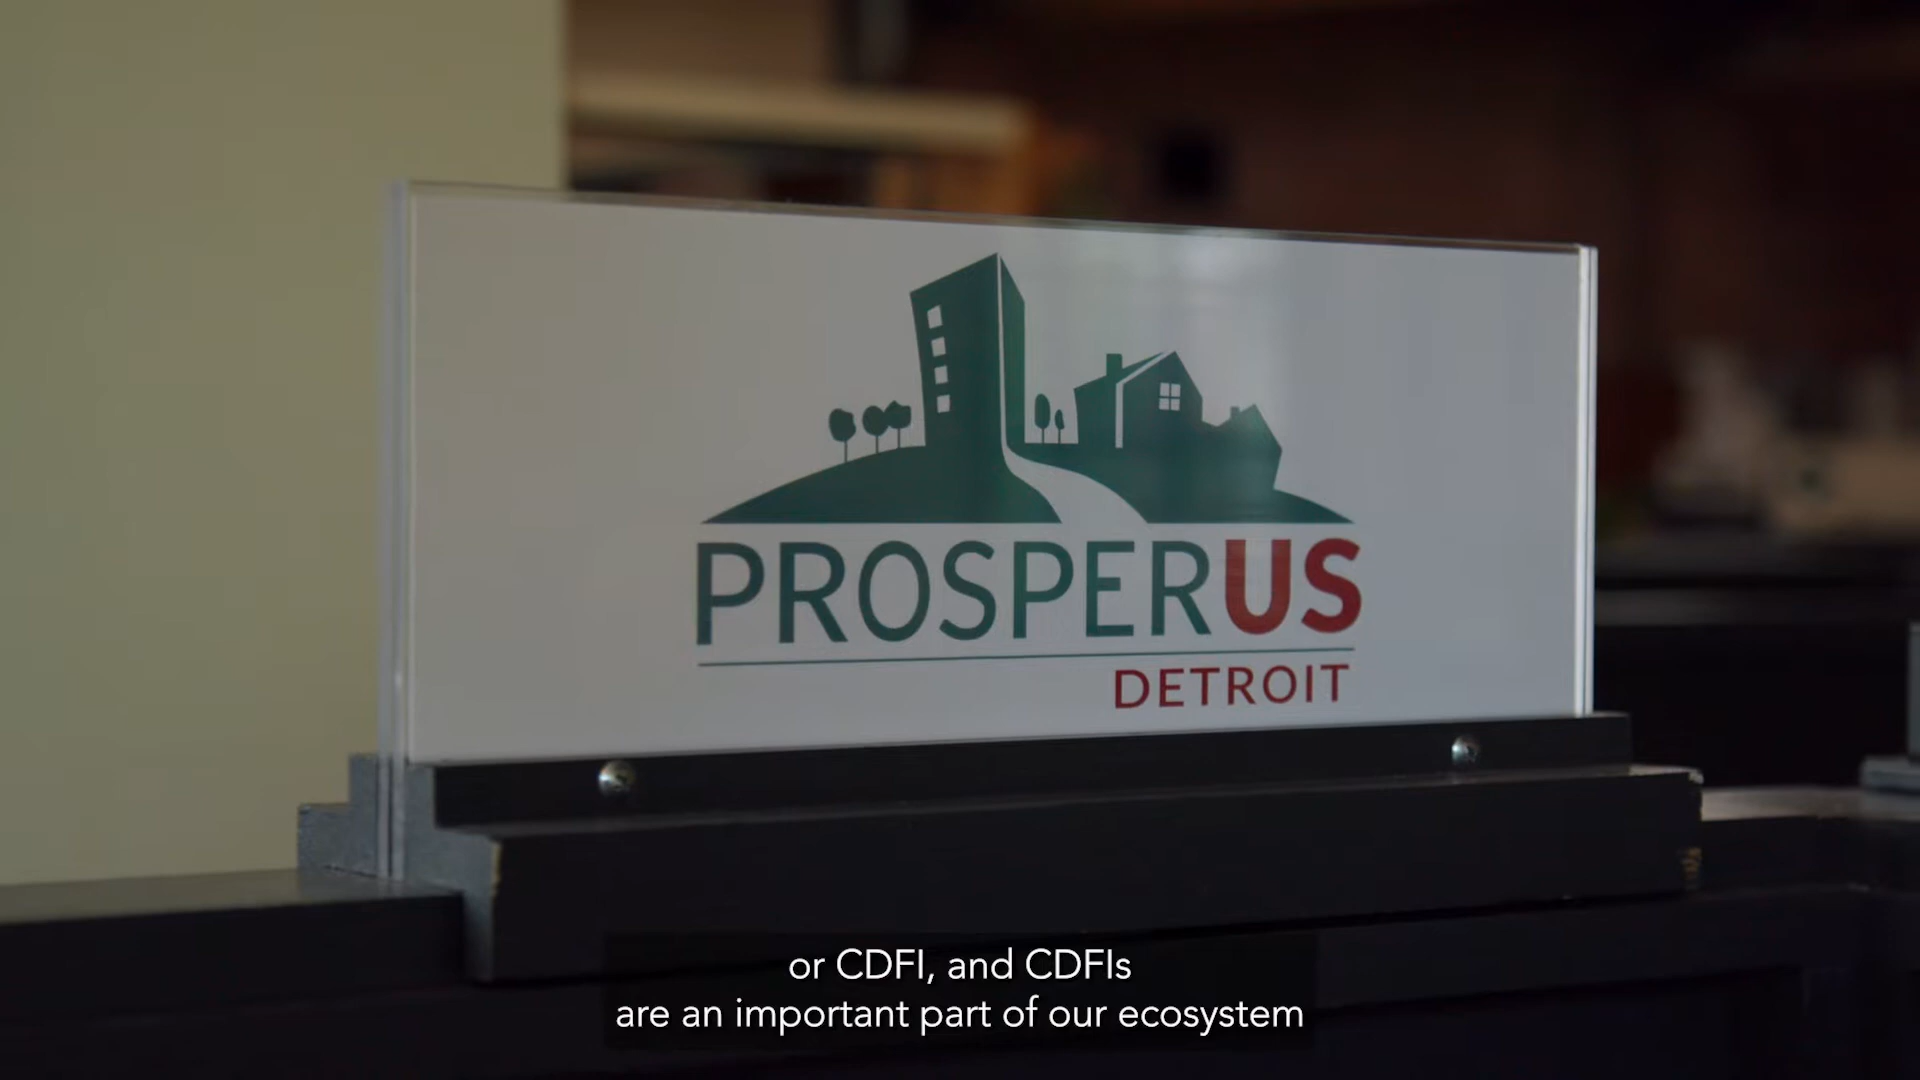 PROSPERUS
DETROIT
or CDFI, and CDFIs
are an important part of our ecosystem